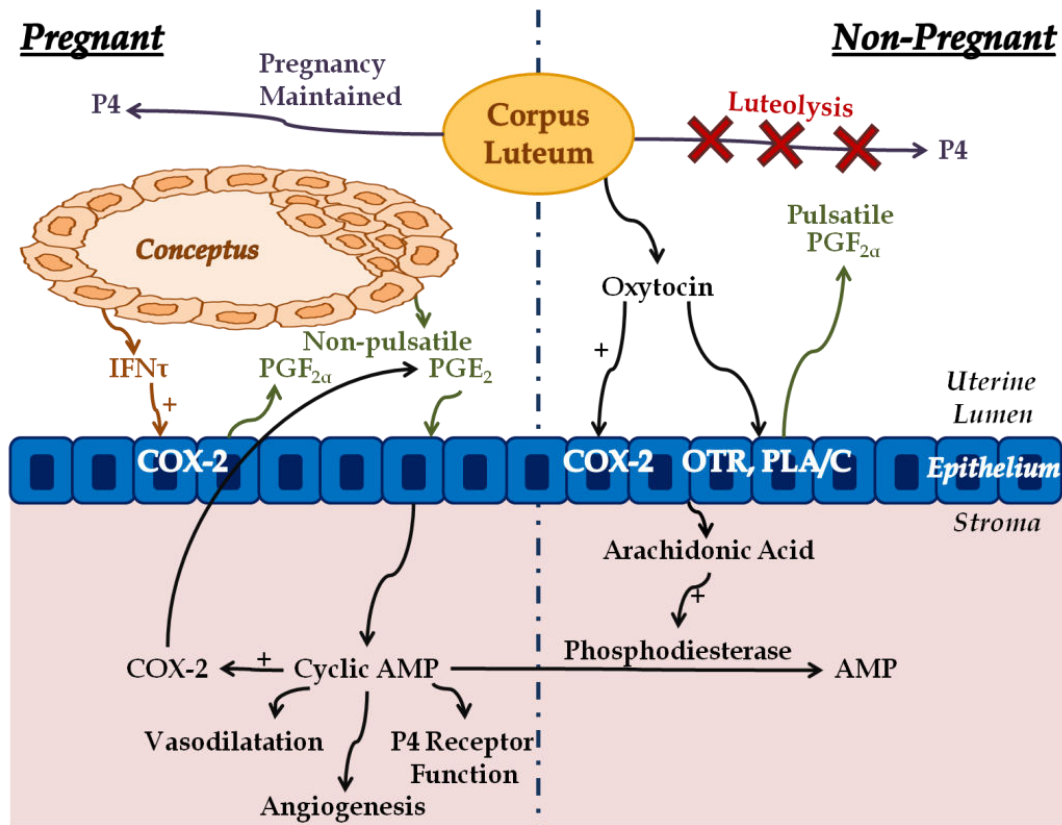 Pregnant
Non-Pregnant
Pregnancy
Maintained
P4
Corpus
Luteum
Luteolysis
P4
Conceptus
Pulsatile
PGF2α
Oxytocin
+
Non-pulsatile
IFNτ
PGF2α
PGE2
+
Uterine
Lumen
COX-2
COX-2
OTR, PLA/C
Epithelium
Stroma
Arachidonic Acid
+
Phosphodiesterase
COX-2
+
Cyclic AMP
AMP
Vasodilatation
P4 Receptor
Function
Angiogenesis